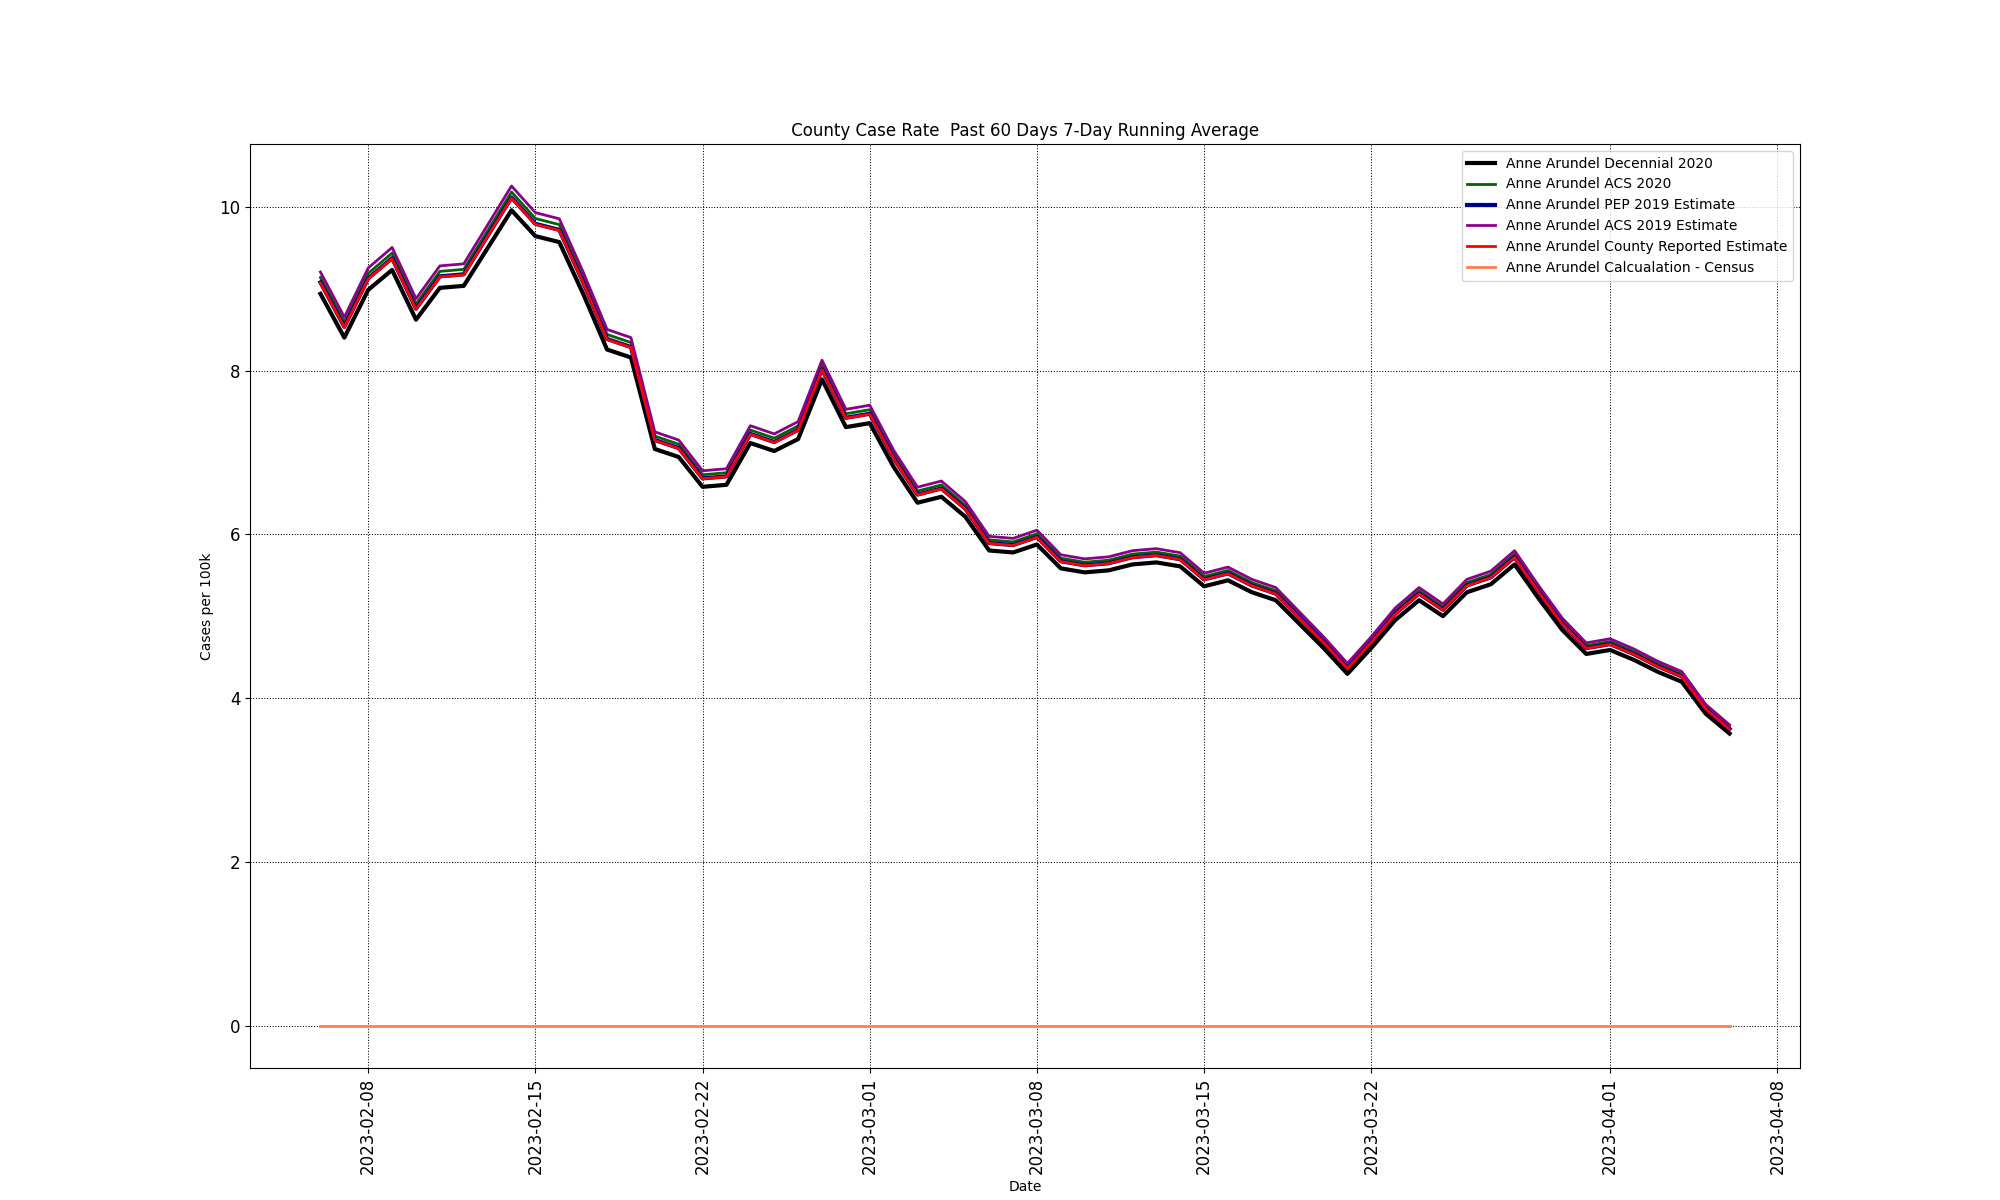 County Case Rate  Past 60 Days 7-Day Running Average
Anne Arundel Decennial 2020
Anne Arundel ACS 2020
Anne Arundel PEP 2019 Estimate
Anne Arundel ACS 2019 Estimate
Anne Arundel County Reported Estimate
Anne Arundel Calcualation - Census
Cases per 100k
10
8
6
4
2
0
2023-02-08
2023-02-15
2023-02-22
2023-03-01
2023-03-08
2023-03-15
2023-03-22
2023-04-01
2023-04-08
Date